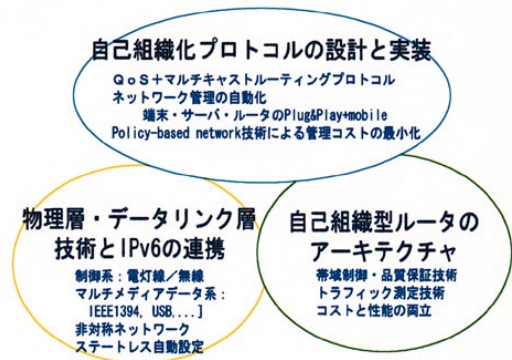 自己組織化プロトコルの設計と実装
QoS+マルチキャストルーティングプロトコル
ネットワーク管理の自動化
端末・サーバ・ルータのPlug&Play+mobile
Policy-based network技術による管理コストの最小化
物理層・データリンク層
技術とIPv6の連携
制御系：電灯線／無線
マルチメディアデータ系：
IEEE1394, USB,...]
非対称ネットワーク
ステートレス自動設定
自己組織型ルータの
アーキテクチャ
帯域制御・品質保証技術
トラフィック測定技術
コストと性能の両立